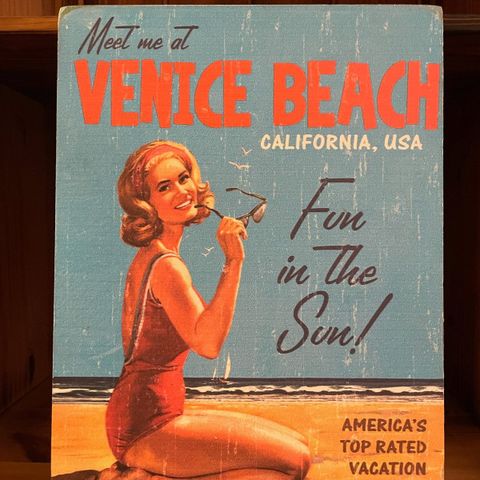 Meet me at
VENICE BEACH
CALIFORNIA, USA
Fun
in the
Sun!
AMERICA'S
TOP RATED
VACATION